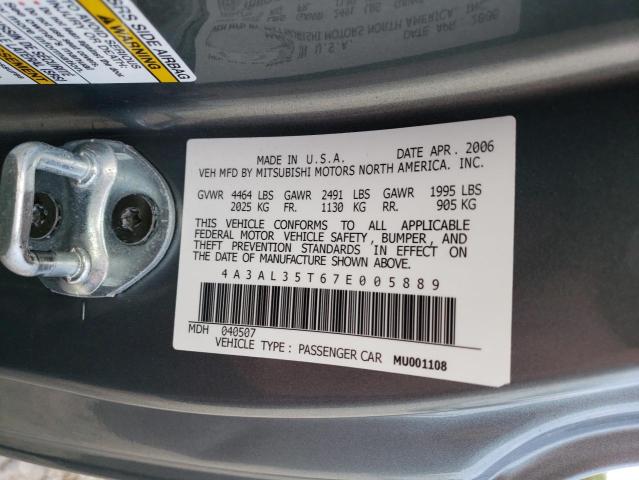 SSES SIDE AIRBAG
WARNING
MADE IN U.S.A. DATE APR. 2006
VEH MFD BY MITSUBISHI MOTORS NORTH AMERICA. INC.
GVWR 4464 LBS GAWR 2491 LBS GAWR 1995 LBS
2025 KG FR. 1130 KG RR. 905 KG
THIS VEHICLE CONFORMS TO ALL APPLICABLE
FEDERAL MOTOR VEHICLE SAFETY, BUMPER, AND
THEFT PREVENTION STANDARDS IN EFFECT ON
THE DATE OF MANUFACTURE SHOWN ABOVE.
4A3AL35T67E005889
MDH 040507
VEHICLE TYPE : PASSENGER CAR MU001108